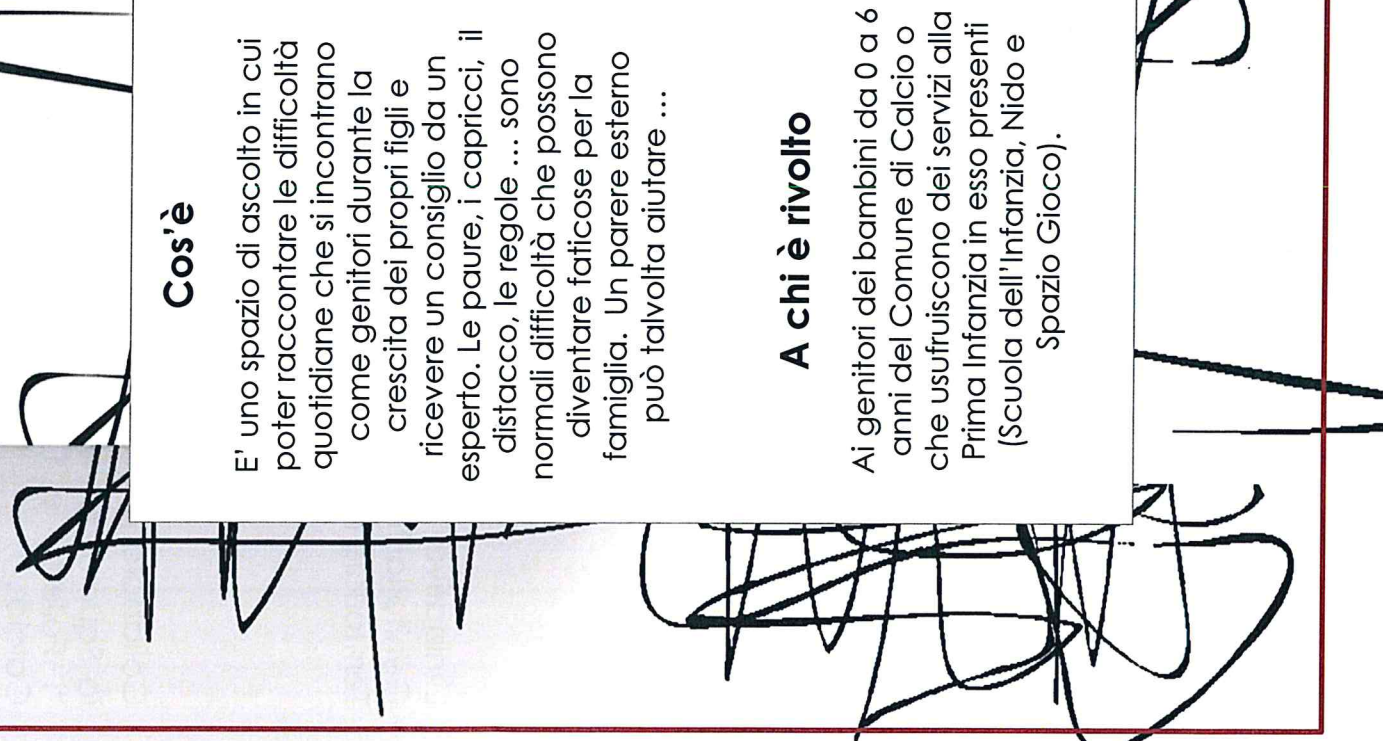 Cos'è
E' uno spazio di ascolto in cui
poter raccontare le difficoltà
quotidiane che si incontrano
come genitori durante la
crescita dei propri figli e
ricevere un consiglio da un
esperto. Le paure, i capricci, il
distacco, le regole ... sono
normali difficoltà che possono
diventare faticose per la
famiglia. Un parere esterno
può talvolta aiutare ...
A chi è rivolto
Ai genitori dei bambini da 0 a 6
anni del Comune di Calcio o
che usufruiscono dei servizi alla
Prima Infanzia in esso presenti
(Scuola dell'Infanzia, Nido e
Spazio Gioco).